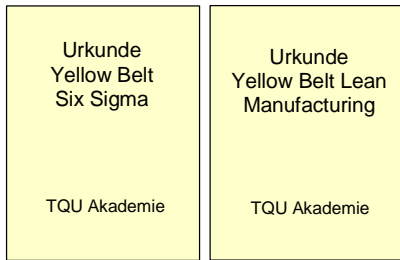 Urkunde
Yellow Belt
Six Sigma
TQU Akademie
Urkunde
Yellow Belt Lean
Manufacturing
TQU Akademie